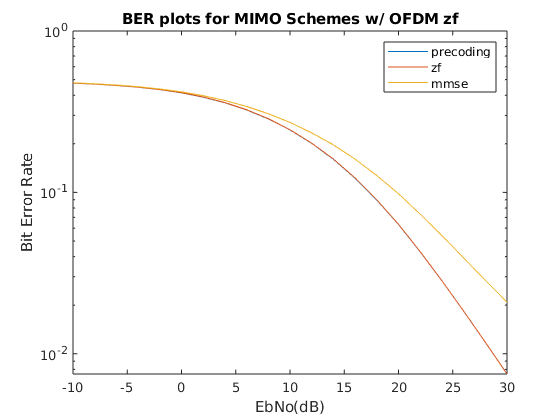 BER plots for MIMO Schemes w/ OFDM zf
10^0
precoding
zf
mmse
10^-1
Bit Error Rate
10^-2
-10 -5 0 5 10 15 20 25 30
EbNo(dB)